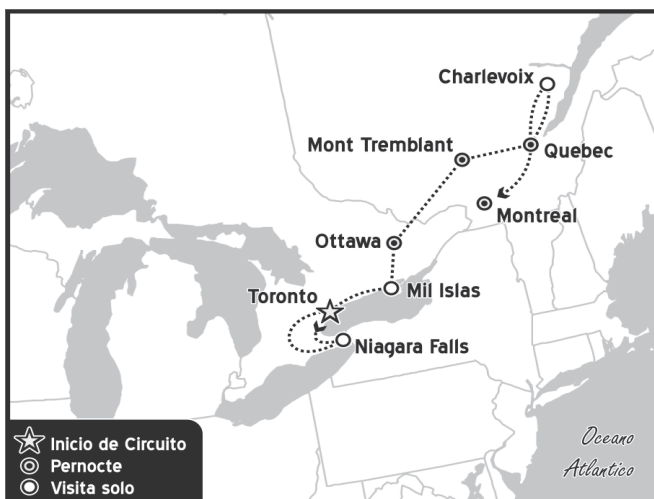 Charlevoix
Mont Tremblant
Quebec
Montreal
Ottawa
Mil Islas
Toronto
Niagara Falls
Inicio de Circuito
Pernocte
Visita solo
Oceano
Atlantico